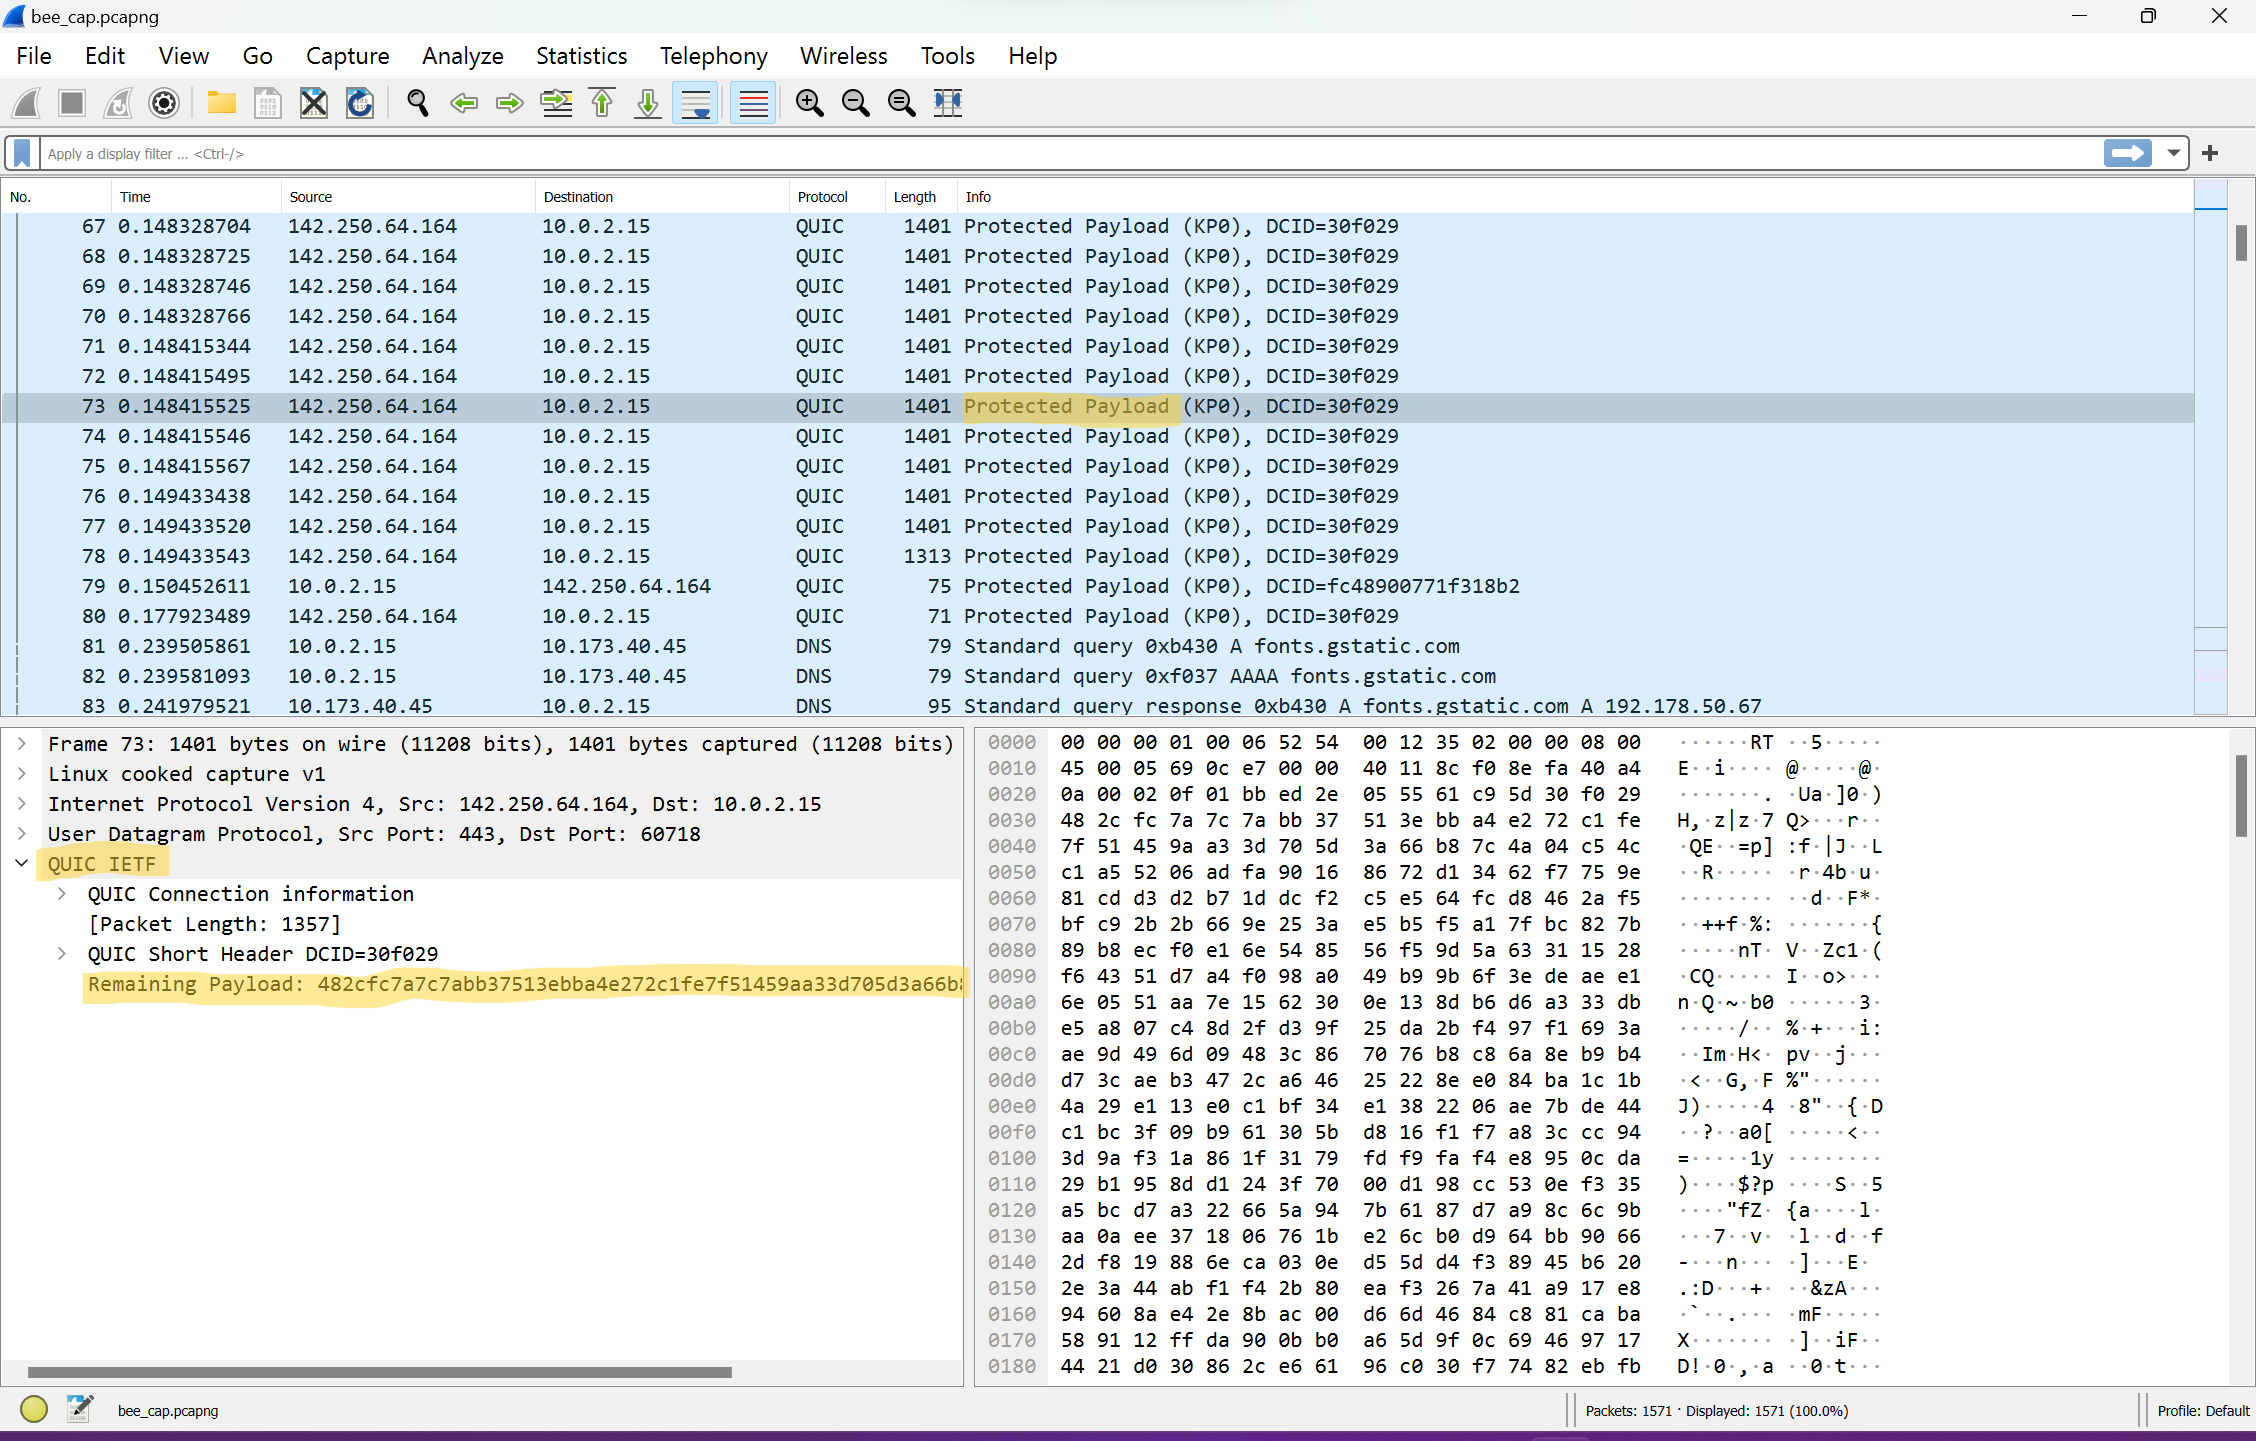 bee_cap.pcapng
File Edit View Go Capture Analyze Statistics Telephony Wireless Tools Help
Apply a display filter ... <Ctrl-/>
No. Time Source Destination Protocol Length Info
67 0.148328704 142.250.64.164 10.0.2.15 QUIC 1401 Protected Payload (KP0), DCID=30f029
68 0.148328725 142.250.64.164 10.0.2.15 QUIC 1401 Protected Payload (KP0), DCID=30f029
69 0.148328746 142.250.64.164 10.0.2.15 QUIC 1401 Protected Payload (KP0), DCID=30f029
70 0.148328766 142.250.64.164 10.0.2.15 QUIC 1401 Protected Payload (KP0), DCID=30f029
71 0.148415344 142.250.64.164 10.0.2.15 QUIC 1401 Protected Payload (KP0), DCID=30f029
72 0.148415495 142.250.64.164 10.0.2.15 QUIC 1401 Protected Payload (KP0), DCID=30f029
73 0.148415525 142.250.64.164 10.0.2.15 QUIC 1401 Protected Payload (KP0), DCID=30f029
74 0.148415546 142.250.64.164 10.0.2.15 QUIC 1401 Protected Payload (KP0), DCID=30f029
75 0.148415567 142.250.64.164 10.0.2.15 QUIC 1401 Protected Payload (KP0), DCID=30f029
76 0.149433438 142.250.64.164 10.0.2.15 QUIC 1401 Protected Payload (KP0), DCID=30f029
77 0.149433520 142.250.64.164 10.0.2.15 QUIC 1401 Protected Payload (KP0), DCID=30f029
78 0.149433543 142.250.64.164 10.0.2.15 QUIC 1313 Protected Payload (KP0), DCID=30f029
79 0.150452611 10.0.2.15 142.250.64.164 QUIC 75 Protected Payload (KP0), DCID=fc48900771f318b2
80 0.177923489 142.250.64.164 10.0.2.15 QUIC 71 Protected Payload (KP0), DCID=30f029
81 0.239505861 10.0.2.15 10.173.40.45 DNS 79 Standard query 0xb430 A fonts.gstatic.com
82 0.239581093 10.0.2.15 10.173.40.45 DNS 79 Standard query 0xf037 AAAA fonts.gstatic.com
83 0.241979521 10.173.40.45 10.0.2.15 DNS 95 Standard query response 0xb430 A fonts.gstatic.com A 192.178.50.67
Frame 73: 1401 bytes on wire (11208 bits), 1401 bytes captured (11208 bits)
Linux cooked capture v1
Internet Protocol Version 4, Src: 142.250.64.164, Dst: 10.0.2.15
User Datagram Protocol, Src Port: 443, Dst Port: 60718
QUIC IETF
QUIC Connection information
[Packet Length: 1357]
QUIC Short Header DCID=30f029
Remaining Payload: 482cfc7a7c7abb37513ebba4e272c1fe7f51459aa33d705d3a66b8
0000 00 00 00 01 00 06 52 54 00 12 35 02 00 00 08 00 ······RT ··5·····
0010 45 00 05 69 0c e7 00 00 40 11 8c f0 8e fa 40 a4 E··i···· @·····@·
0020 0a 00 02 0f 01 bb ed 2e 05 55 61 c9 5d 30 f0 29 ·······. ·Ua·]0·)
0030 48 2c fc 7a 7c 7a bb 37 51 3e bb a4 e2 72 c1 fe H,·z|z·7 Q>···r··
0040 7f 51 45 9a a3 3d 70 5d 3a 66 b8 7c 4a 04 c5 4c ·QE··=p] :f·|J··L
0050 c1 a5 52 06 ad fa 90 16 86 72 d1 34 62 f7 75 9e ··R····· ·r·4b·u·
0060 81 cd d3 d2 b7 1d dc f2 c5 e5 64 fc d8 46 2a f5 ········ ··d··F*·
0070 bf c9 2b 2b 66 9e 25 3a e5 b5 f5 a1 7f bc 82 7b ··++f·%: ·······{
0080 89 b8 ec f0 e1 6e 54 85 56 f5 9d 5a 63 31 15 28 ·····nT· V··Zc1·(
0090 f6 43 51 d7 a4 f0 98 a0 49 b9 9b 6f 3e de ae e1 ·CQ····· I··o>···
00a0 6e 05 51 aa 7e 15 62 30 0e 13 8d b6 d6 a3 33 db n·Q·~·b0 ······3·
00b0 e5 a8 07 c4 8d 2f d3 9f 25 da 2b f4 97 f1 69 3a ·····/·· %·+···i:
00c0 ae 9d 49 6d 09 48 3c 86 70 76 b8 c8 6a 8e b9 b4 ··Im·H<· pv··j···
00d0 d7 3c ae b3 47 2c a6 46 25 22 8e e0 84 ba 1c 1b ·<··G,·F %"······
00e0 4a 29 e1 13 e0 c1 bf 34 e1 38 22 06 ae 7b de 44 J)·····4 ·8"··{·D
00f0 c1 bc 3f 09 b9 61 30 5b d8 16 f1 f7 a8 3c cc 94 ··?··a0[ ·····<··
0100 3d 9a f3 1a 86 1f 31 79 fd f9 fa f4 e8 95 0c da =·····1y ········
0110 29 b1 95 8d d1 24 3f 70 00 d1 98 cc 53 0e f3 35 )····$?p ····S··5
0120 a5 bc d7 a3 22 66 5a 94 7b 61 87 d7 a9 8c 6c 9b ····"fZ· {a····l·
0130 aa 0a ee 37 18 06 76 1b e2 6c b0 d9 64 bb 90 66 ···7··v· ·l··d··f
0140 2d f8 19 88 6e ca 03 0e d5 5d d4 f3 89 45 b6 20 -···n··· ·]···E·
0150 2e 3a 44 ab f1 f4 2b 80 ea f3 26 7a 41 a9 17 e8 .:D···+· ··&zA···
0160 94 60 8a e4 2e 8b ac 00 d6 6d 46 84 c8 81 ca ba ·`··.··· ·mF·····
0170 58 91 12 ff da 90 0b b0 a6 5d 9f 0c 69 46 97 17 X······· ·]··iF··
0180 44 21 d0 30 86 2c e6 61 96 c0 30 f7 74 82 eb fb D!·0·,·a ··0·t···
bee_cap.pcapng
Packets: 1571 · Displayed: 1571 (100.0%)
Profile: Default